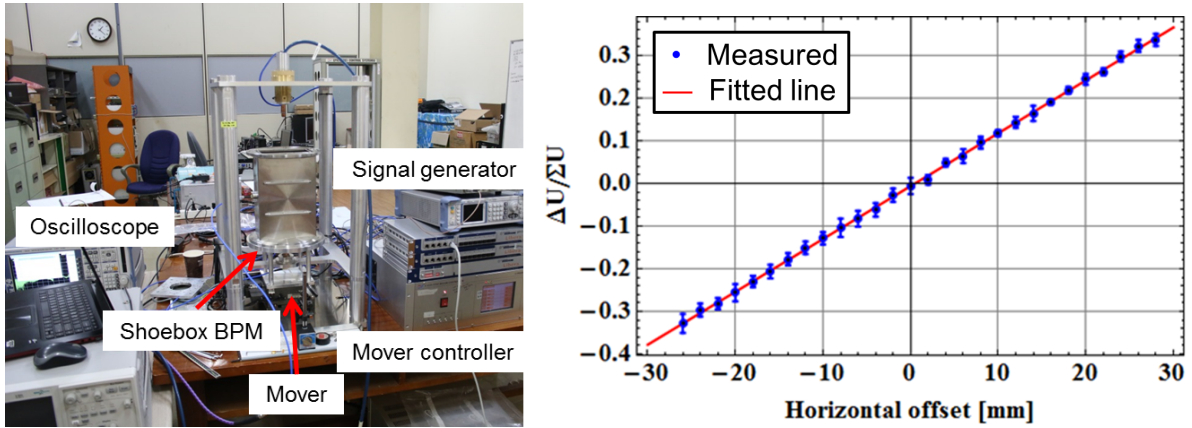 Signal generator
Oscilloscope
Shoebox BPM
Mover controller
Mover
Measured
Fitted line
ΔU/ΣU
0.3
0.2
0.1
0.0
−0.1
−0.2
−0.3
−0.4
−30
−20
−10
0
10
20
30
Horizontal offset [mm]